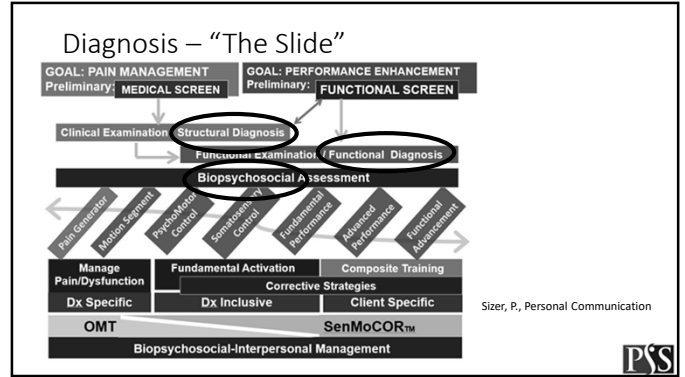 Diagnosis – “The Slide”
GOAL: PAIN MANAGEMENT
Preliminary: MEDICAL SCREEN
GOAL: PERFORMANCE ENHANCEMENT
Preliminary: FUNCTIONAL SCREEN
Clinical Examination Structural Diagnosis
Functional Examination / Functional Diagnosis
Biopsychosocial Assessment
Pain Generator
Motion Segment
PsychoMotor
Control
Somatosensory
Control
Fundamental
Performance
Advanced
Performance
Functional
Advancement
Manage
Pain/Dysfunction
Fundamental Activation
Composite Training
Corrective Strategies
Dx Specific
Dx Inclusive
Client Specific
Sizer, P., Personal Communication
OMT
SenMoCOR™
Biopsychosocial-Interpersonal Management